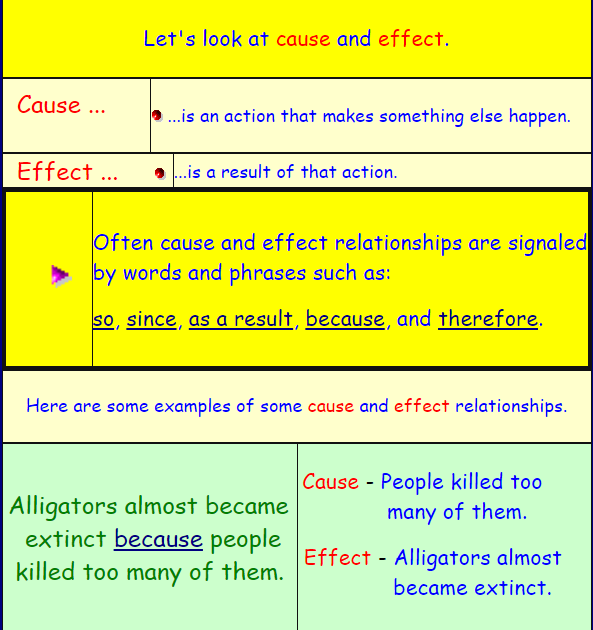 Let's look at cause and effect.
Cause ...
...is an action that makes something else happen.
Effect ...
...is a result of that action.
Often cause and effect relationships are signaled
by words and phrases such as:
so, since, as a result, because, and therefore.
Here are some examples of some cause and effect relationships.
Alligators almost became
extinct because people
killed too many of them.
Cause - People killed too
many of them.
Effect - Alligators almost
became extinct.